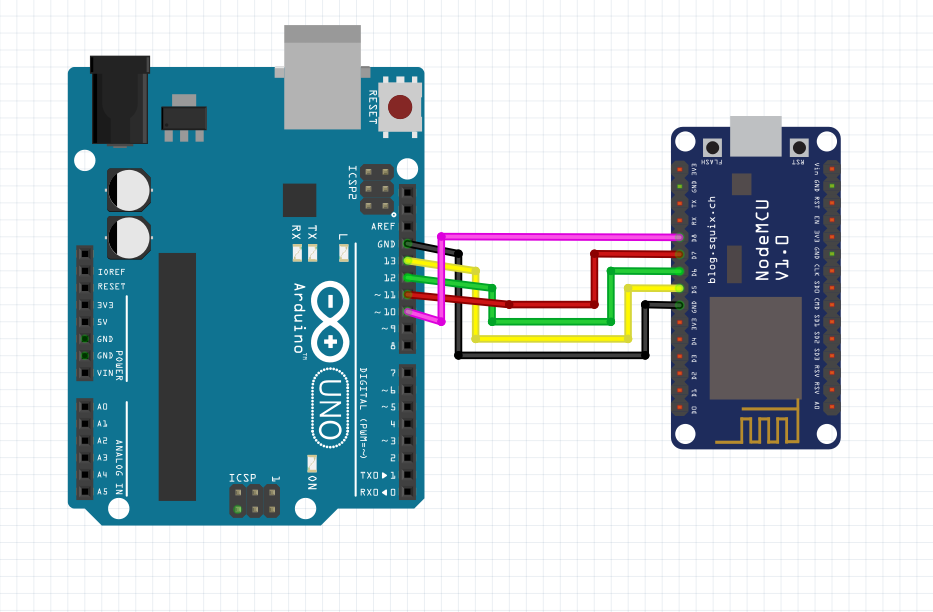 RESET
ICSP2
AREF
GND
13
12
~11
~10
~9
8
7
~6
~5
4
~3
2
TX0▶1
RX0◀0
RX
TX
L
Arduino™
UNO
DIGITAL (PWM=~)
ON
ICSP
1
IOREF
RESET
3V3
5V
GND
GND
VIN
POWER
A0
A1
A2
A3
A4
A5
ANALOG IN
FLASH
RST
3V3
GND
TX
RX
D8
D7
D6
D5
GND
3V3
D4
D3
D2
D1
D0
blog-squix.ch
NodeMCU
V1.0
Vin
GND
RST
EN
3V3
GND
CLK
SD0
CMD
SD1
SD2
SD3
RSV
RSV
A0